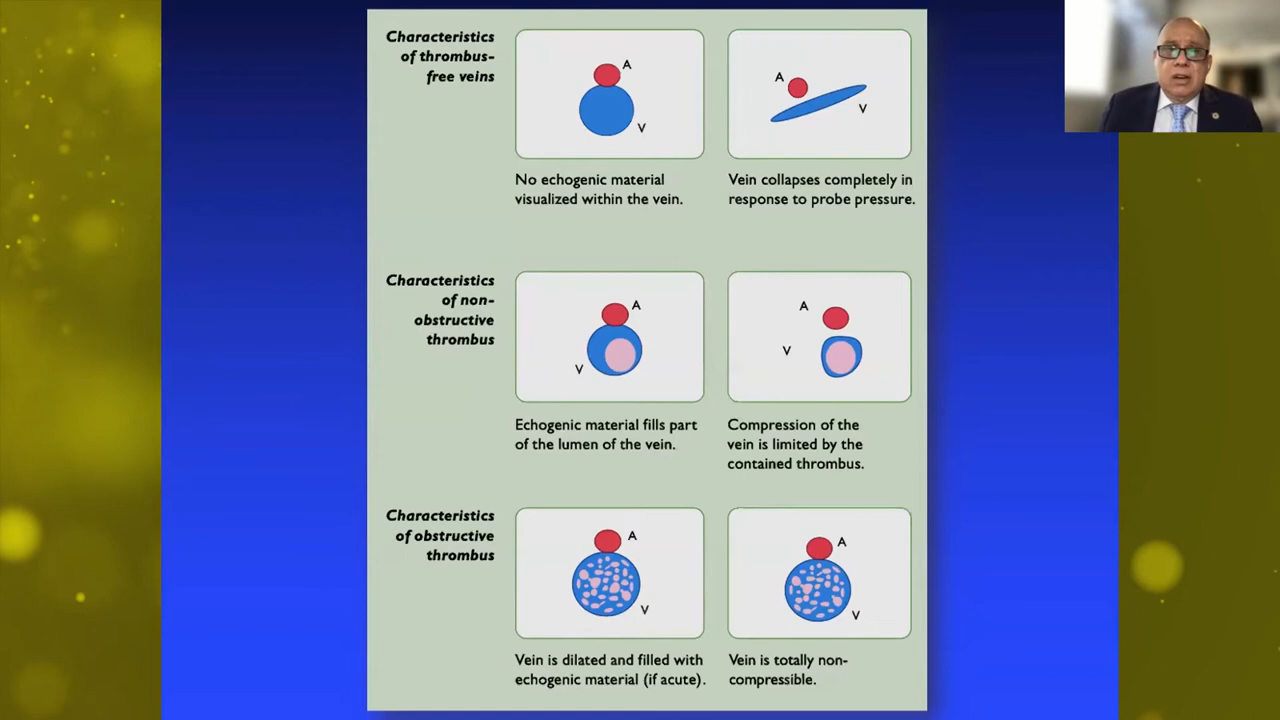 Characteristics
of thrombus-
free veins
A
V
A
V
No echogenic material
visualized within the vein.
Vein collapses completely in
response to probe pressure.
Characteristics
of non-
obstructive
thrombus
A
V
A
V
Echogenic material fills part
of the lumen of the vein.
Compression of the
vein is limited by the
contained thrombus.
Characteristics
of obstructive
thrombus
A
V
A
V
Vein is dilated and filled with
echogenic material (if acute).
Vein is totally non-
compressible.